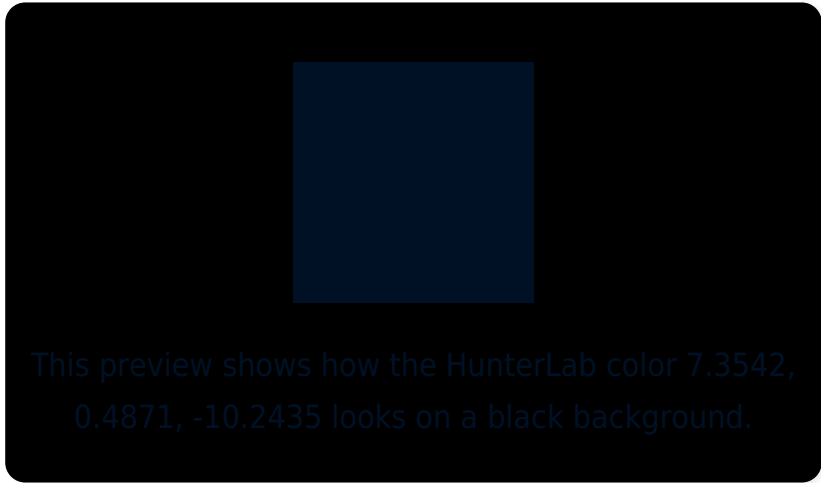 This preview shows how the HunterLab color 7.3542,
0.4871, -10.2435 looks on a black background.